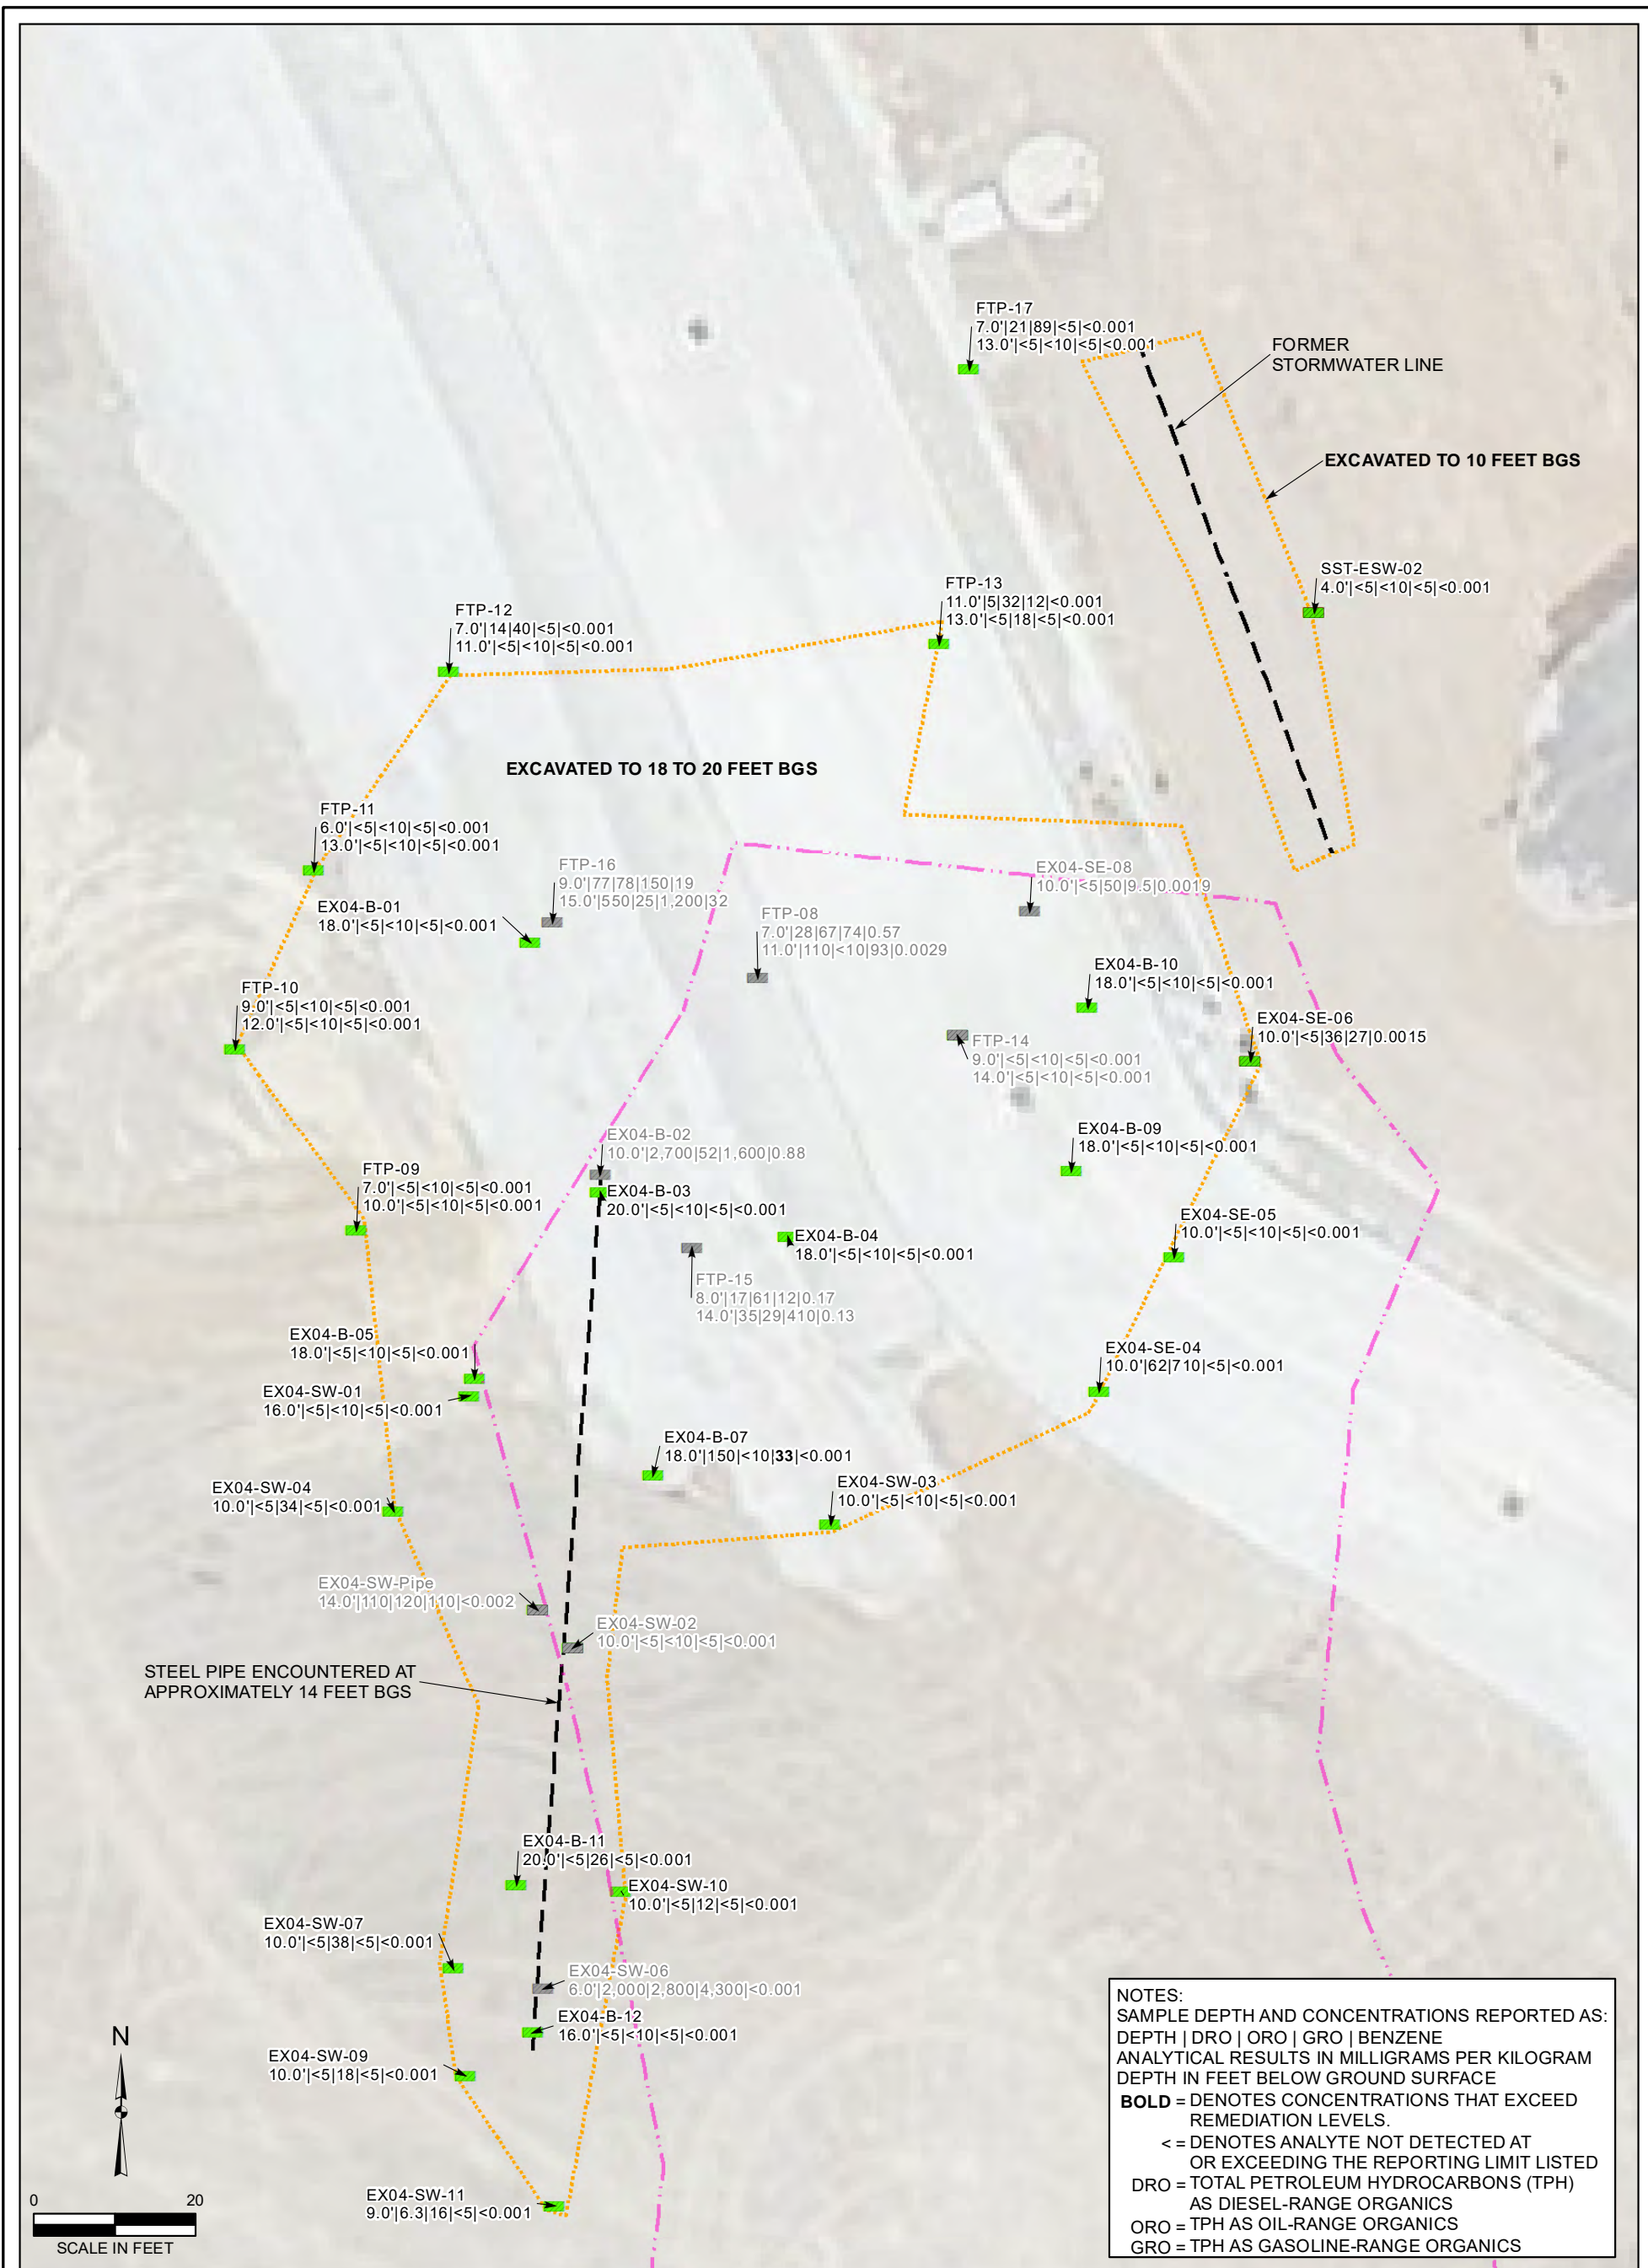 FTP-17
7.0'|21|89|<5|<0.001
13.0'|<5|<10|<5|<0.001
FORMER
STORMWATER LINE
EXCAVATED TO 10 FEET BGS
SST-ESW-02
4.0'|<5|<10|<5|<0.001
FTP-13
11.0'|5|32|12|<0.001
13.0'|<5|18|<5|<0.001
FTP-12
7.0'|14|40|<5|<0.001
11.0'|<5|<10|<5|<0.001
EXCAVATED TO 18 TO 20 FEET BGS
FTP-11
6.0'|<5|<10|<5|<0.001
13.0'|<5|<10|<5|<0.001
FTP-16
9.0'|77|78|150|19
15.0'|550|25|1,200|32
EX04-SE-08
10.0'|<5|50|9.5|0.0019
EX04-B-01
18.0'|<5|<10|<5|<0.001
FTP-08
7.0'|28|67|74|0.57
11.0'|110|<10|93|0.0029
EX04-B-10
18.0'|<5|<10|<5|<0.001
FTP-10
9.0'|<5|<10|<5|<0.001
12.0'|<5|<10|<5|<0.001
EX04-SE-06
10.0'|<5|36|27|0.0015
FTP-14
9.0'|<5|<10|<5|<0.001
14.0'|<5|<10|<5|<0.001
EX04-B-02
10.0'|2,700|52|1,600|0.88
EX04-B-09
18.0'|<5|<10|<5|<0.001
FTP-09
7.0'|<5|<10|<5|<0.001
10.0'|<5|<10|<5|<0.001
EX04-B-03
20.0'|<5|<10|<5|<0.001
EX04-SE-05
10.0'|<5|<10|<5|<0.001
EX04-B-04
18.0'|<5|<10|<5|<0.001
FTP-15
8.0'|17|61|12|0.17
14.0'|35|29|410|0.13
EX04-B-05
18.0'|<5|<10|<5|<0.001
EX04-SE-04
10.0'|62|710|<5|<0.001
EX04-SW-01
16.0'|<5|<10|<5|<0.001
EX04-B-07
18.0'|150|<10|33|<0.001
EX04-SW-03
10.0'|<5|<10|<5|<0.001
EX04-SW-04
10.0'|<5|34|<5|<0.001
EX04-SW-Pipe
14.0'|110|120|110|<0.002
EX04-SW-02
10.0'|<5|<10|<5|<0.001
STEEL PIPE ENCOUNTERED AT
APPROXIMATELY 14 FEET BGS
EX04-B-11
20.0'|<5|26|<5|<0.001
EX04-SW-10
10.0'|<5|12|<5|<0.001
EX04-SW-07
10.0'|<5|38|<5|<0.001
EX04-SW-06
6.0'|2,000|2,800|4,300|<0.001
EX04-B-12
16.0'|<5|<10|<5|<0.001
EX04-SW-09
10.0'|<5|18|<5|<0.001
EX04-SW-11
9.0'|6.3|16|<5|<0.001
N
0 20
SCALE IN FEET
NOTES:
SAMPLE DEPTH AND CONCENTRATIONS REPORTED AS:
DEPTH | DRO | ORO | GRO | BENZENE
ANALYTICAL RESULTS IN MILLIGRAMS PER KILOGRAM
DEPTH IN FEET BELOW GROUND SURFACE
BOLD = DENOTES CONCENTRATIONS THAT EXCEED
REMEDIATION LEVELS.
< = DENOTES ANALYTE NOT DETECTED AT
OR EXCEEDING THE REPORTING LIMIT LISTED
DRO = TOTAL PETROLEUM HYDROCARBONS (TPH)
AS DIESEL-RANGE ORGANICS
ORO = TPH AS OIL-RANGE ORGANICS
GRO = TPH AS GASOLINE-RANGE ORGANICS